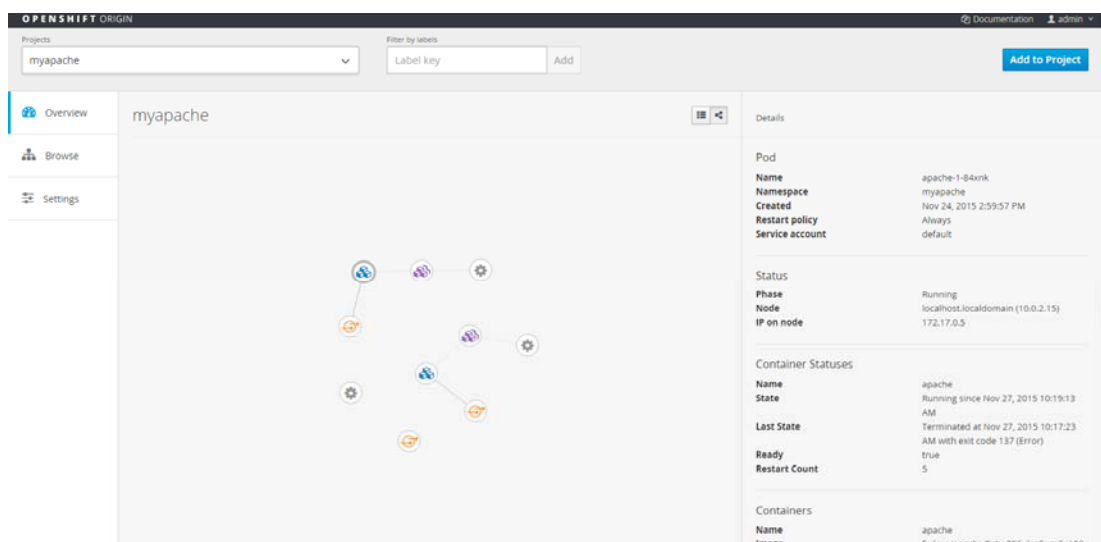 OPENSHIFT ORIGIN
Documentation admin
Projects
Filter by labels
myapache
Label key
Add
Add to Project
Overview
Browse
Settings
myapache
Details
Pod
Name apache-1-84xnk
Namespace myapache
Created Nov 24, 2015 2:59:57 PM
Restart policy Always
Service account default
Status
Phase Running
Node localhost.localdomain (10.0.2.15)
IP on node 172.17.0.5
Container Statuses
Name apache
State Running since Nov 27, 2015 10:19:13
AM
Last State Terminated at Nov 27, 2015 10:17:23
AM with exit code 137 (Error)
Ready true
Restart Count 5
Containers
Name apache
Image